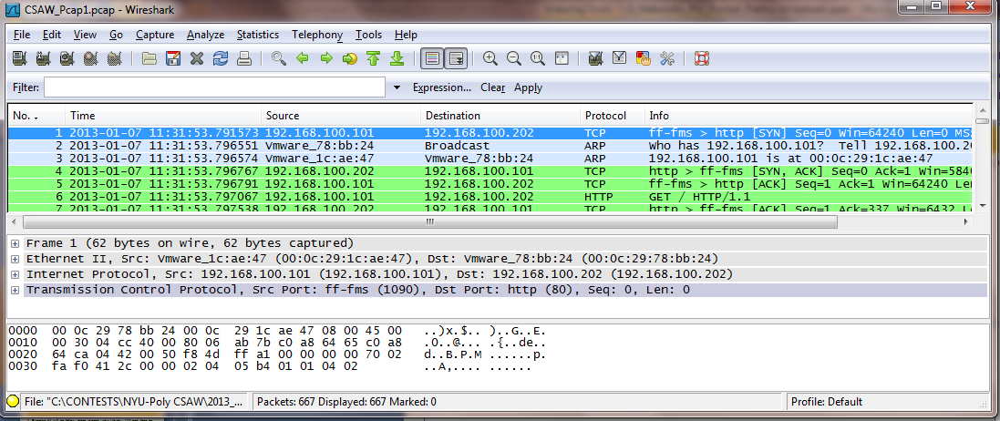 CSAW_Pcap1.pcap - Wireshark
File Edit View Go Capture Analyze Statistics Telephony Tools Help
Filter: Expression... Clear Apply
No. . Time Source Destination Protocol Info
1 2013-01-07 11:31:53.791573 192.168.100.101 192.168.100.202 TCP ff-fms > http [SYN] Seq=0 Win=64240 Len=0 MS
2 2013-01-07 11:31:53.796551 Vmware_78:bb:24 Broadcast ARP Who has 192.168.100.101? Tell 192.168.100.20
3 2013-01-07 11:31:53.796574 Vmware_1c:ae:47 Vmware_78:bb:24 ARP 192.168.100.101 is at 00:0c:29:1c:ae:47
4 2013-01-07 11:31:53.796767 192.168.100.202 192.168.100.101 TCP http > ff-fms [SYN, ACK] Seq=0 Ack=1 Win=584
5 2013-01-07 11:31:53.796791 192.168.100.101 192.168.100.202 TCP ff-fms > http [ACK] Seq=1 Ack=1 Win=64240 Len
6 2013-01-07 11:31:53.797067 192.168.100.101 192.168.100.202 HTTP GET / HTTP/1.1
7 2013-01-07 11:31:53.797538 192.168.100.202 192.168.100.101 TCP http > ff-fms [ACK] Seq=1 Ack=337 Win=6432 L
Frame 1 (62 bytes on wire, 62 bytes captured)
Ethernet II, Src: Vmware_1c:ae:47 (00:0c:29:1c:ae:47), Dst: Vmware_78:bb:24 (00:0c:29:78:bb:24)
Internet Protocol, Src: 192.168.100.101 (192.168.100.101), Dst: 192.168.100.202 (192.168.100.202)
Transmission Control Protocol, Src Port: ff-fms (1090), Dst Port: http (80), Seq: 0, Len: 0
0000 00 0c 29 78 bb 24 00 0c 29 1c ae 47 08 00 45 00 ..)x.$.. )..G..E.
0010 00 30 04 cc 40 00 80 06 ab 7b c0 a8 64 65 c0 a8 .0..@... .{..de..
0020 64 ca 04 42 00 50 f8 4d ff a1 00 00 00 00 70 02 d..B.P.M ......p.
0030 fa f0 41 2c 00 00 02 04 05 b4 01 01 04 02 ..A,.... ......
File: "C:\CONTESTS\NYU-Poly CSAW\2013_... Packets: 667 Displayed: 667 Marked: 0 Profile: Default